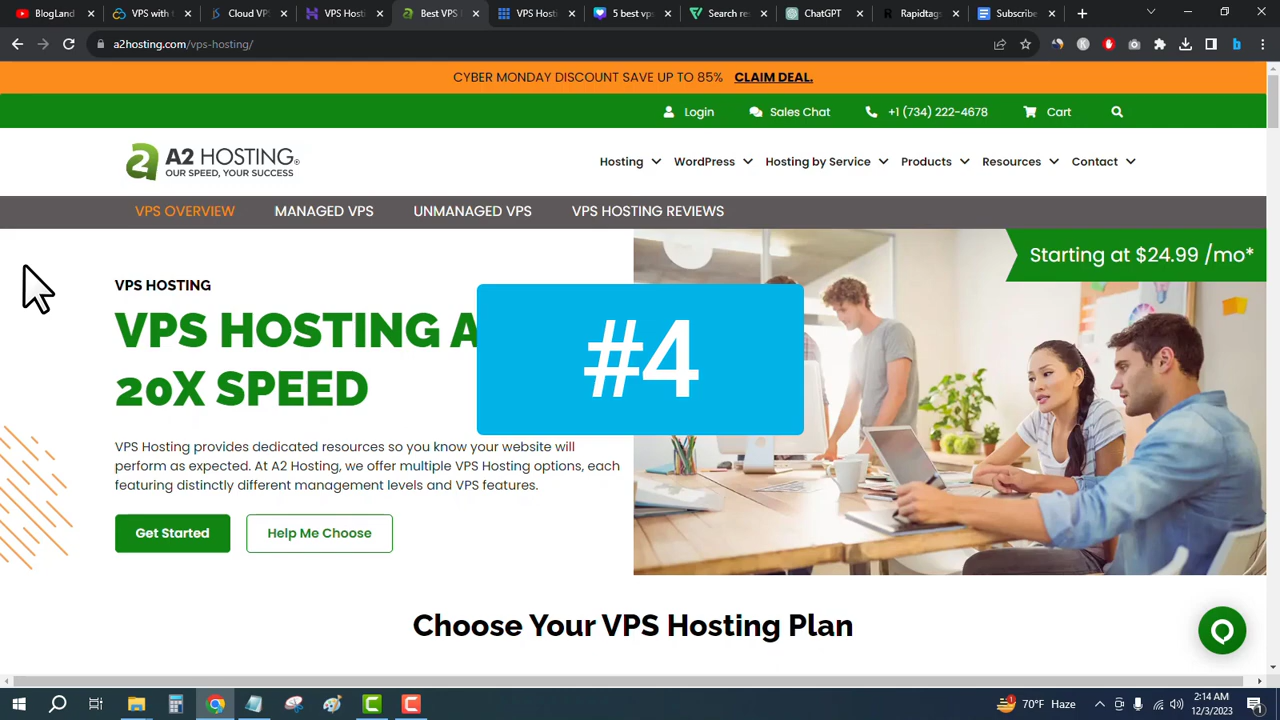 BlogLand
VPS with
Cloud VP
VPS Hosti
Best VPS
VPS Hosti
5 best vps
Search re
ChatGPT
Rapidtag
Subscribe
a2hosting.com/vps-hosting/
CYBER MONDAY DISCOUNT SAVE UP TO 85% CLAIM DEAL.
Login
Sales Chat
+1 (734) 222-4678
Cart
A2 HOSTING®
OUR SPEED, YOUR SUCCESS
Hosting
WordPress
Hosting by Service
Products
Resources
Contact
VPS OVERVIEW
MANAGED VPS
UNMANAGED VPS
VPS HOSTING REVIEWS
Starting at $24.99 /mo*
VPS HOSTING
VPS HOSTING A
20X SPEED
#4
VPS Hosting provides dedicated resources so you know your website will
perform as expected. At A2 Hosting, we offer multiple VPS Hosting options, each
featuring distinctly different management levels and VPS features.
Get Started
Help Me Choose
Choose Your VPS Hosting Plan
70°F Haze
2:14 AM
12/3/2023